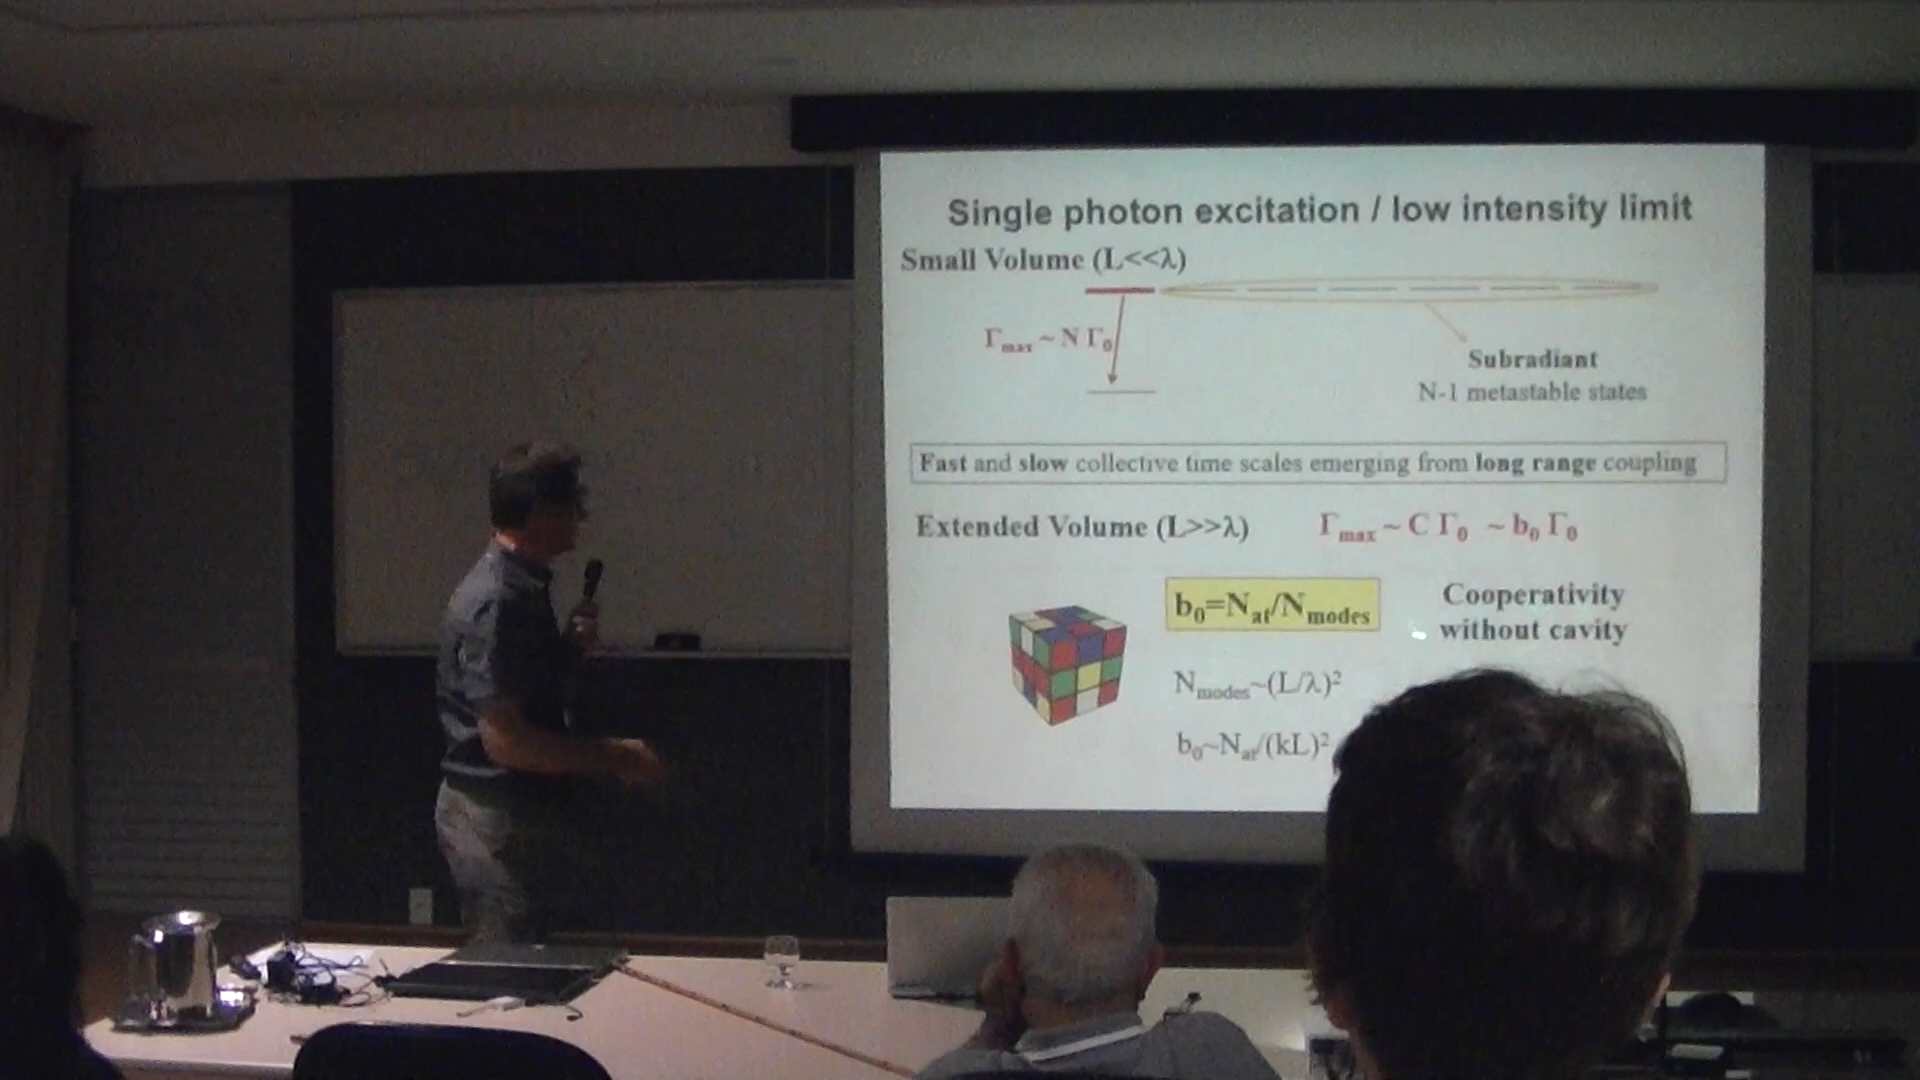 Single photon excitation / low intensity limit
Small Volume (L<<λ)
Γmax ~ N Γ0
Subradiant
N-1 metastable states
Fast and slow collective time scales emerging from long range coupling
Extended Volume (L>>λ)
Γmax ~ C Γ0 ~ b0 Γ0
b0=Nat/Nmodes
Cooperativity
without cavity
Nmodes~(L/λ)²
b0~Nat/(kL)²